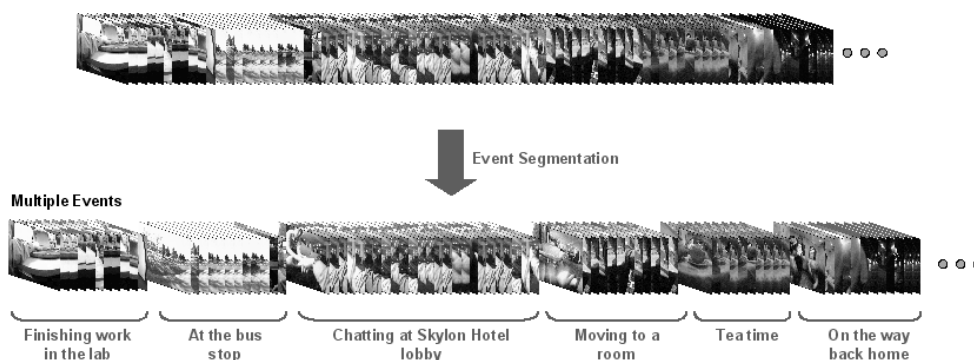 Event Segmentation
Multiple Events
Finishing work
in the lab
At the bus
stop
Chatting at Skylon Hotel
lobby
Moving to a
room
Tea time
On the way
back home